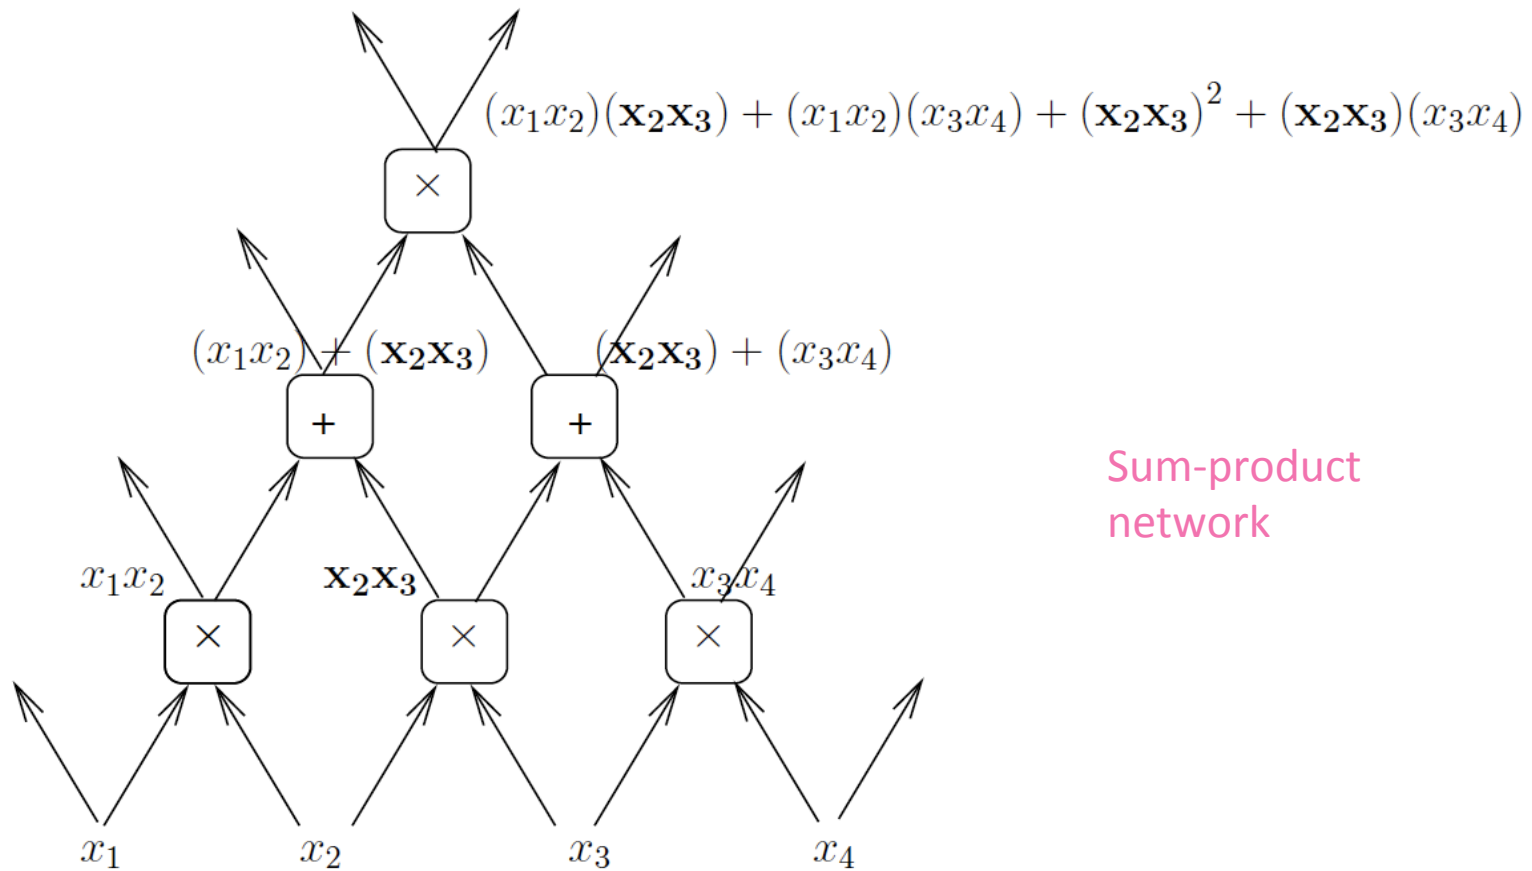 (x₁x₂)(𝐱₂𝐱₃) + (x₁x₂)(x₃x₄) + (𝐱₂𝐱₃)² + (𝐱₂𝐱₃)(x₃x₄)
×
(x₁x₂) + (𝐱₂𝐱₃)
(𝐱₂𝐱₃) + (x₃x₄)
+
+
Sum-product
network
x₁x₂
𝐱₂𝐱₃
x₃x₄
×
×
×
x₁
x₂
x₃
x₄